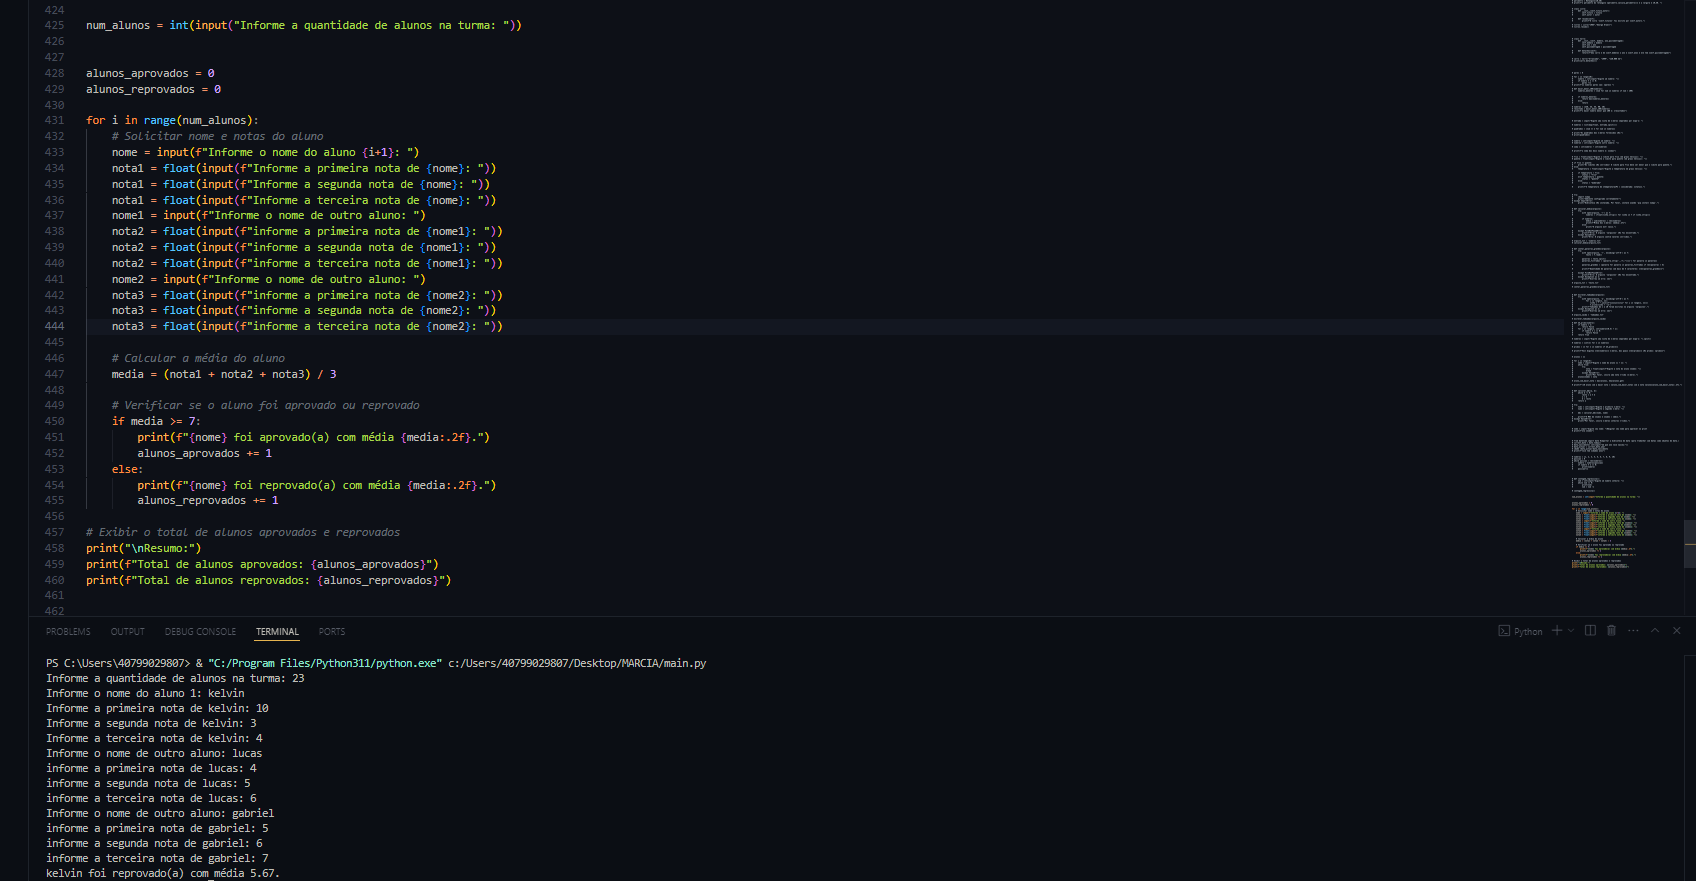 424
425 num_alunos = int(input("Informe a quantidade de alunos na turma: "))
426
427
428 alunos_aprovados = 0
429 alunos_reprovados = 0
430
431 for i in range(num_alunos):
432     # Solicitar nome e notas do aluno
433     nome = input(f"Informe o nome do aluno {i+1}: ")
434     nota1 = float(input(f"Informe a primeira nota de {nome}: "))
435     nota1 = float(input(f"Informe a segunda nota de {nome}: "))
436     nota1 = float(input(f"Informe a terceira nota de {nome}: "))
437     nome1 = input(f"Informe o nome de outro aluno: ")
438     nota2 = float(input(f"informe a primeira nota de {nome1}: "))
439     nota2 = float(input(f"informe a segunda nota de {nome1}: "))
440     nota2 = float(input(f"informe a terceira nota de {nome1}: "))
441     nome2 = input(f"Informe o nome de outro aluno: ")
442     nota3 = float(input(f"informe a primeira nota de {nome2}: "))
443     nota3 = float(input(f"informe a segunda nota de {nome2}: "))
444     nota3 = float(input(f"informe a terceira nota de {nome2}: "))
445
446     # Calcular a média do aluno
447     media = (nota1 + nota2 + nota3) / 3
448
449     # Verificar se o aluno foi aprovado ou reprovado
450     if media >= 7:
451         print(f"{nome} foi aprovado(a) com média {media:.2f}.")
452         alunos_aprovados += 1
453     else:
454         print(f"{nome} foi reprovado(a) com média {media:.2f}.")
455         alunos_reprovados += 1
456
457 # Exibir o total de alunos aprovados e reprovados
458 print("\nResumo:")
459 print(f"Total de alunos aprovados: {alunos_aprovados}")
460 print(f"Total de alunos reprovados: {alunos_reprovados}")
461
462
PROBLEMS OUTPUT DEBUG CONSOLE TERMINAL PORTS Python
PS C:\Users\40799029807> & "C:/Program Files/Python311/python.exe" c:/Users/40799029807/Desktop/MARCIA/main.py
Informe a quantidade de alunos na turma: 23
Informe o nome do aluno 1: kelvin
Informe a primeira nota de kelvin: 10
Informe a segunda nota de kelvin: 3
Informe a terceira nota de kelvin: 4
Informe o nome de outro aluno: lucas
informe a primeira nota de lucas: 4
informe a segunda nota de lucas: 5
informe a terceira nota de lucas: 6
Informe o nome de outro aluno: gabriel
informe a primeira nota de gabriel: 5
informe a segunda nota de gabriel: 6
informe a terceira nota de gabriel: 7
kelvin foi reprovado(a) com média 5.67.